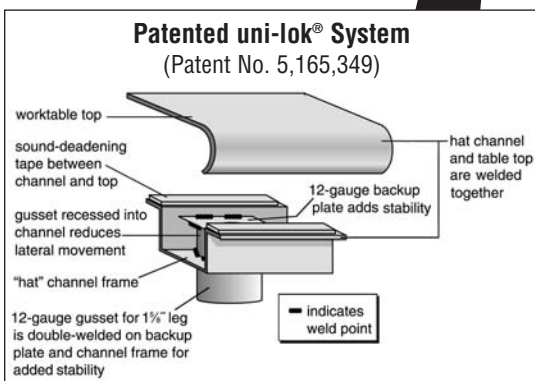 Patented uni-lok® System
(Patent No. 5,165,349)
worktable top
sound-deadening
tape between
channel and top
gusset recessed into
channel reduces
lateral movement
"hat" channel frame
12-gauge gusset for 1⅝" leg
is double-welded on backup
plate and channel frame for
added stability
12-gauge backup
plate adds stability
hat channel
and table top
are welded
together
indicates
weld point